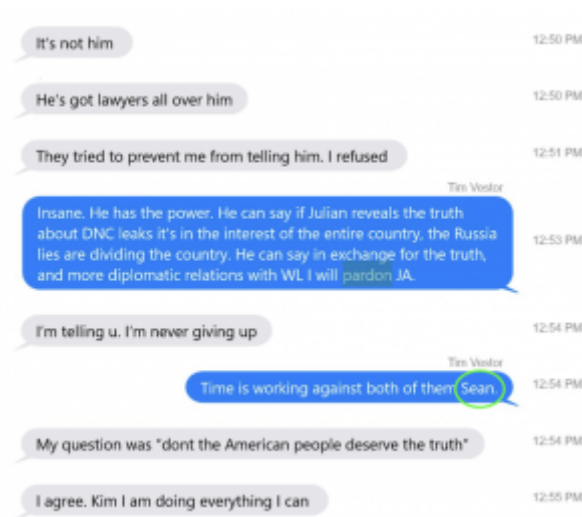 It's not him
12:50 PM
He's got lawyers all over him
12:50 PM
They tried to prevent me from telling him. I refused
12:51 PM
Tim Vestor
Insane. He has the power. He can say if Julian reveals the truth
about DNC leaks it's in the interest of the entire country, the Russia
lies are dividing the country. He can say in exchange for the truth,
and more diplomatic relations with WL I will pardon JA.
12:53 PM
I'm telling u. I'm never giving up
12:54 PM
Tim Vestor
Time is working against both of them Sean.
12:54 PM
My question was "dont the American people deserve the truth"
12:54 PM
I agree. Kim I am doing everything I can
12:55 PM